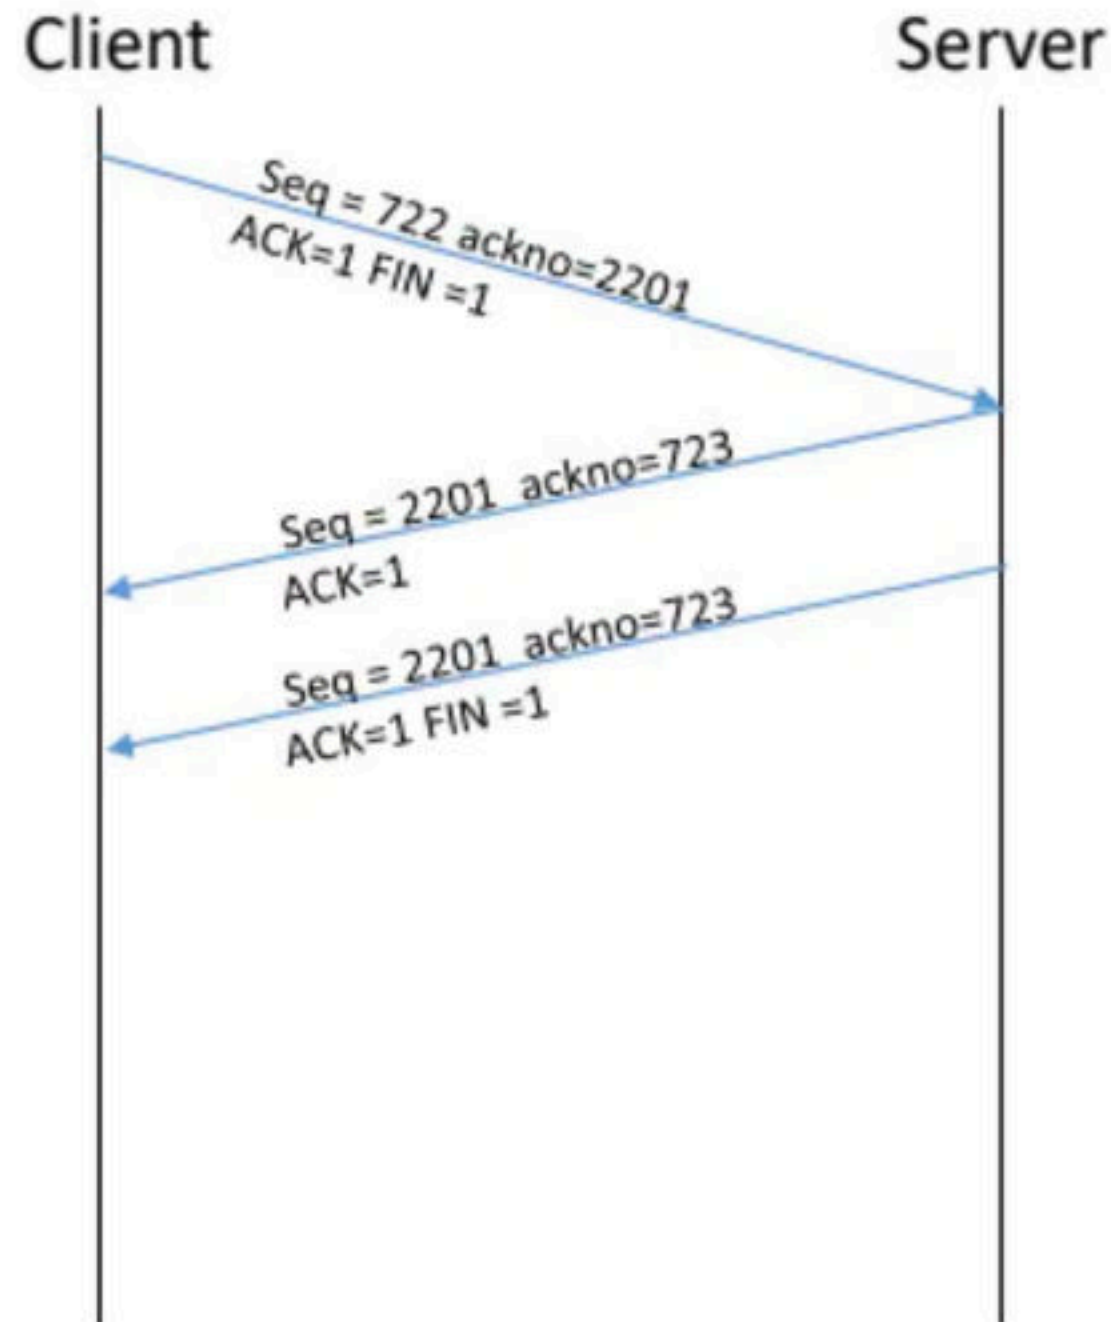 Client
Server
Seq = 722 ackno=2201
ACK=1 FIN =1
Seq = 2201 ackno=723
ACK=1
Seq = 2201 ackno=723
ACK=1 FIN =1